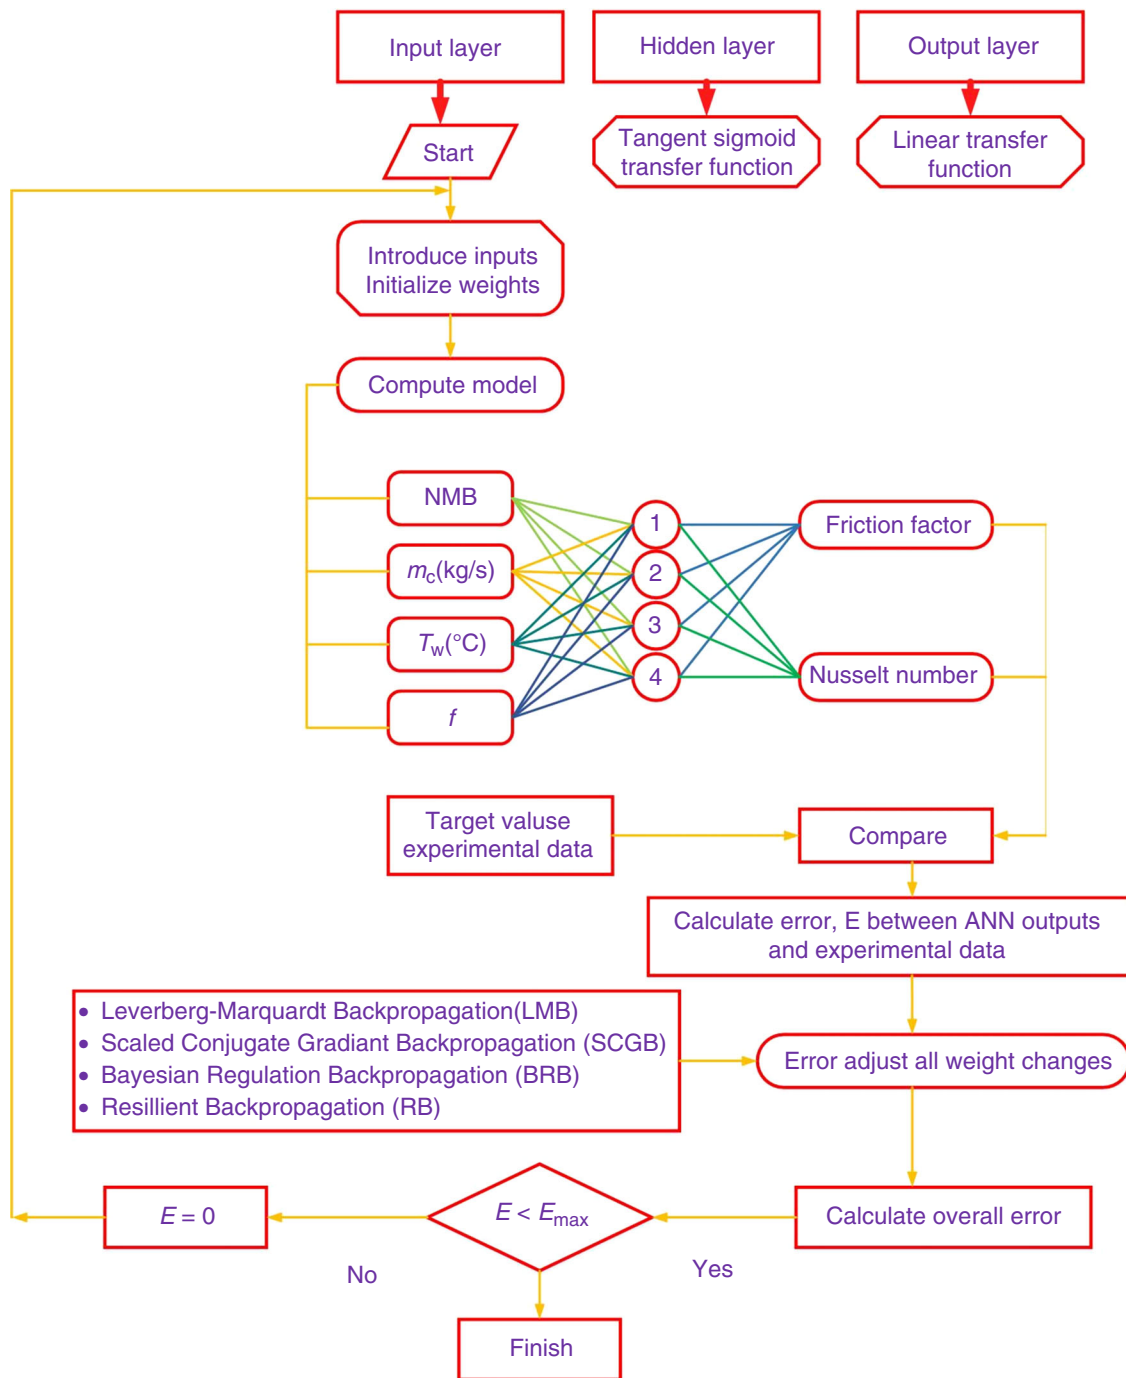 Input layer
Hidden layer
Output layer
Start
Tangent sigmoid
transfer function
Linear transfer
function
Introduce inputs
Initialize weights
Compute model
NMB
1
Friction factor
m_c(kg/s)
2
3
T_w(°C)
4
Nusselt number
f
Target valuse
experimental data
Compare
Calculate error, E between ANN outputs
and experimental data
• Leverberg-Marquardt Backpropagation(LMB)
• Scaled Conjugate Gradiant Backpropagation (SCGB)
• Bayesian Regulation Backpropagation (BRB)
• Resillient Backpropagation (RB)
Error adjust all weight changes
E = 0
E < E_max
Calculate overall error
No
Yes
Finish